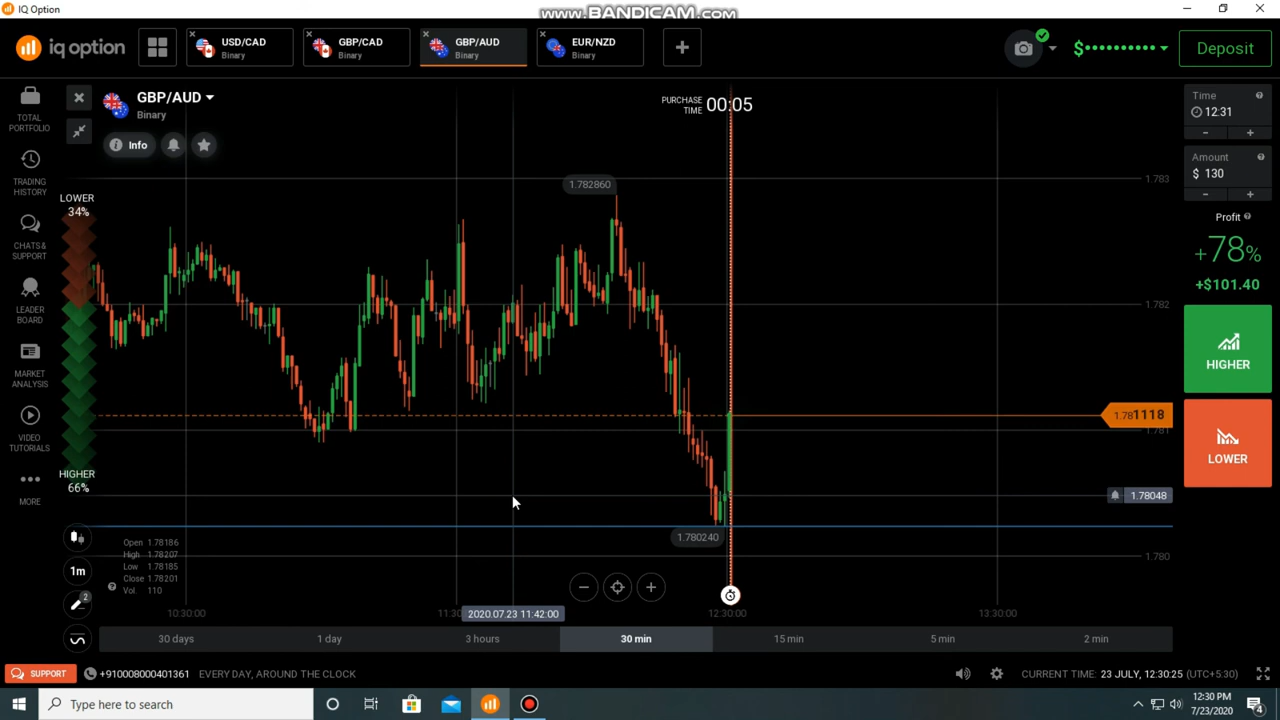 IQ Option
www.BANDICAM.com
iq option
USD/CAD
Binary
GBP/CAD
Binary
GBP/AUD
Binary
EUR/NZD
Binary
$••••••••••
Deposit
TOTAL
PORTFOLIO
TRADING
HISTORY
CHATS &
SUPPORT
LEADER
BOARD
MARKET
ANALYSIS
VIDEO
TUTORIALS
MORE
GBP/AUD
Binary
Info
LOWER
34%
HIGHER
66%
PURCHASE
TIME
00:05
1.782860
1.780240
1.783
1.782
1.781118
1.781
1.78048
1.780
Time
12:31
- +
Amount
$ 130
- +
Profit
+78%
+$101.40
HIGHER
LOWER
1m
2
Open 1.78186
High 1.78207
Low 1.78185
Close 1.78201
Vol. 110
10:30:00
11:30
2020.07.23 11:42:00
12:30:00
13:30:00
30 days
1 day
3 hours
30 min
15 min
5 min
2 min
SUPPORT
+910008000401361
EVERY DAY, AROUND THE CLOCK
CURRENT TIME: 23 JULY, 12:30:25 (UTC+5:30)
Type here to search
12:30 PM
7/23/2020
4